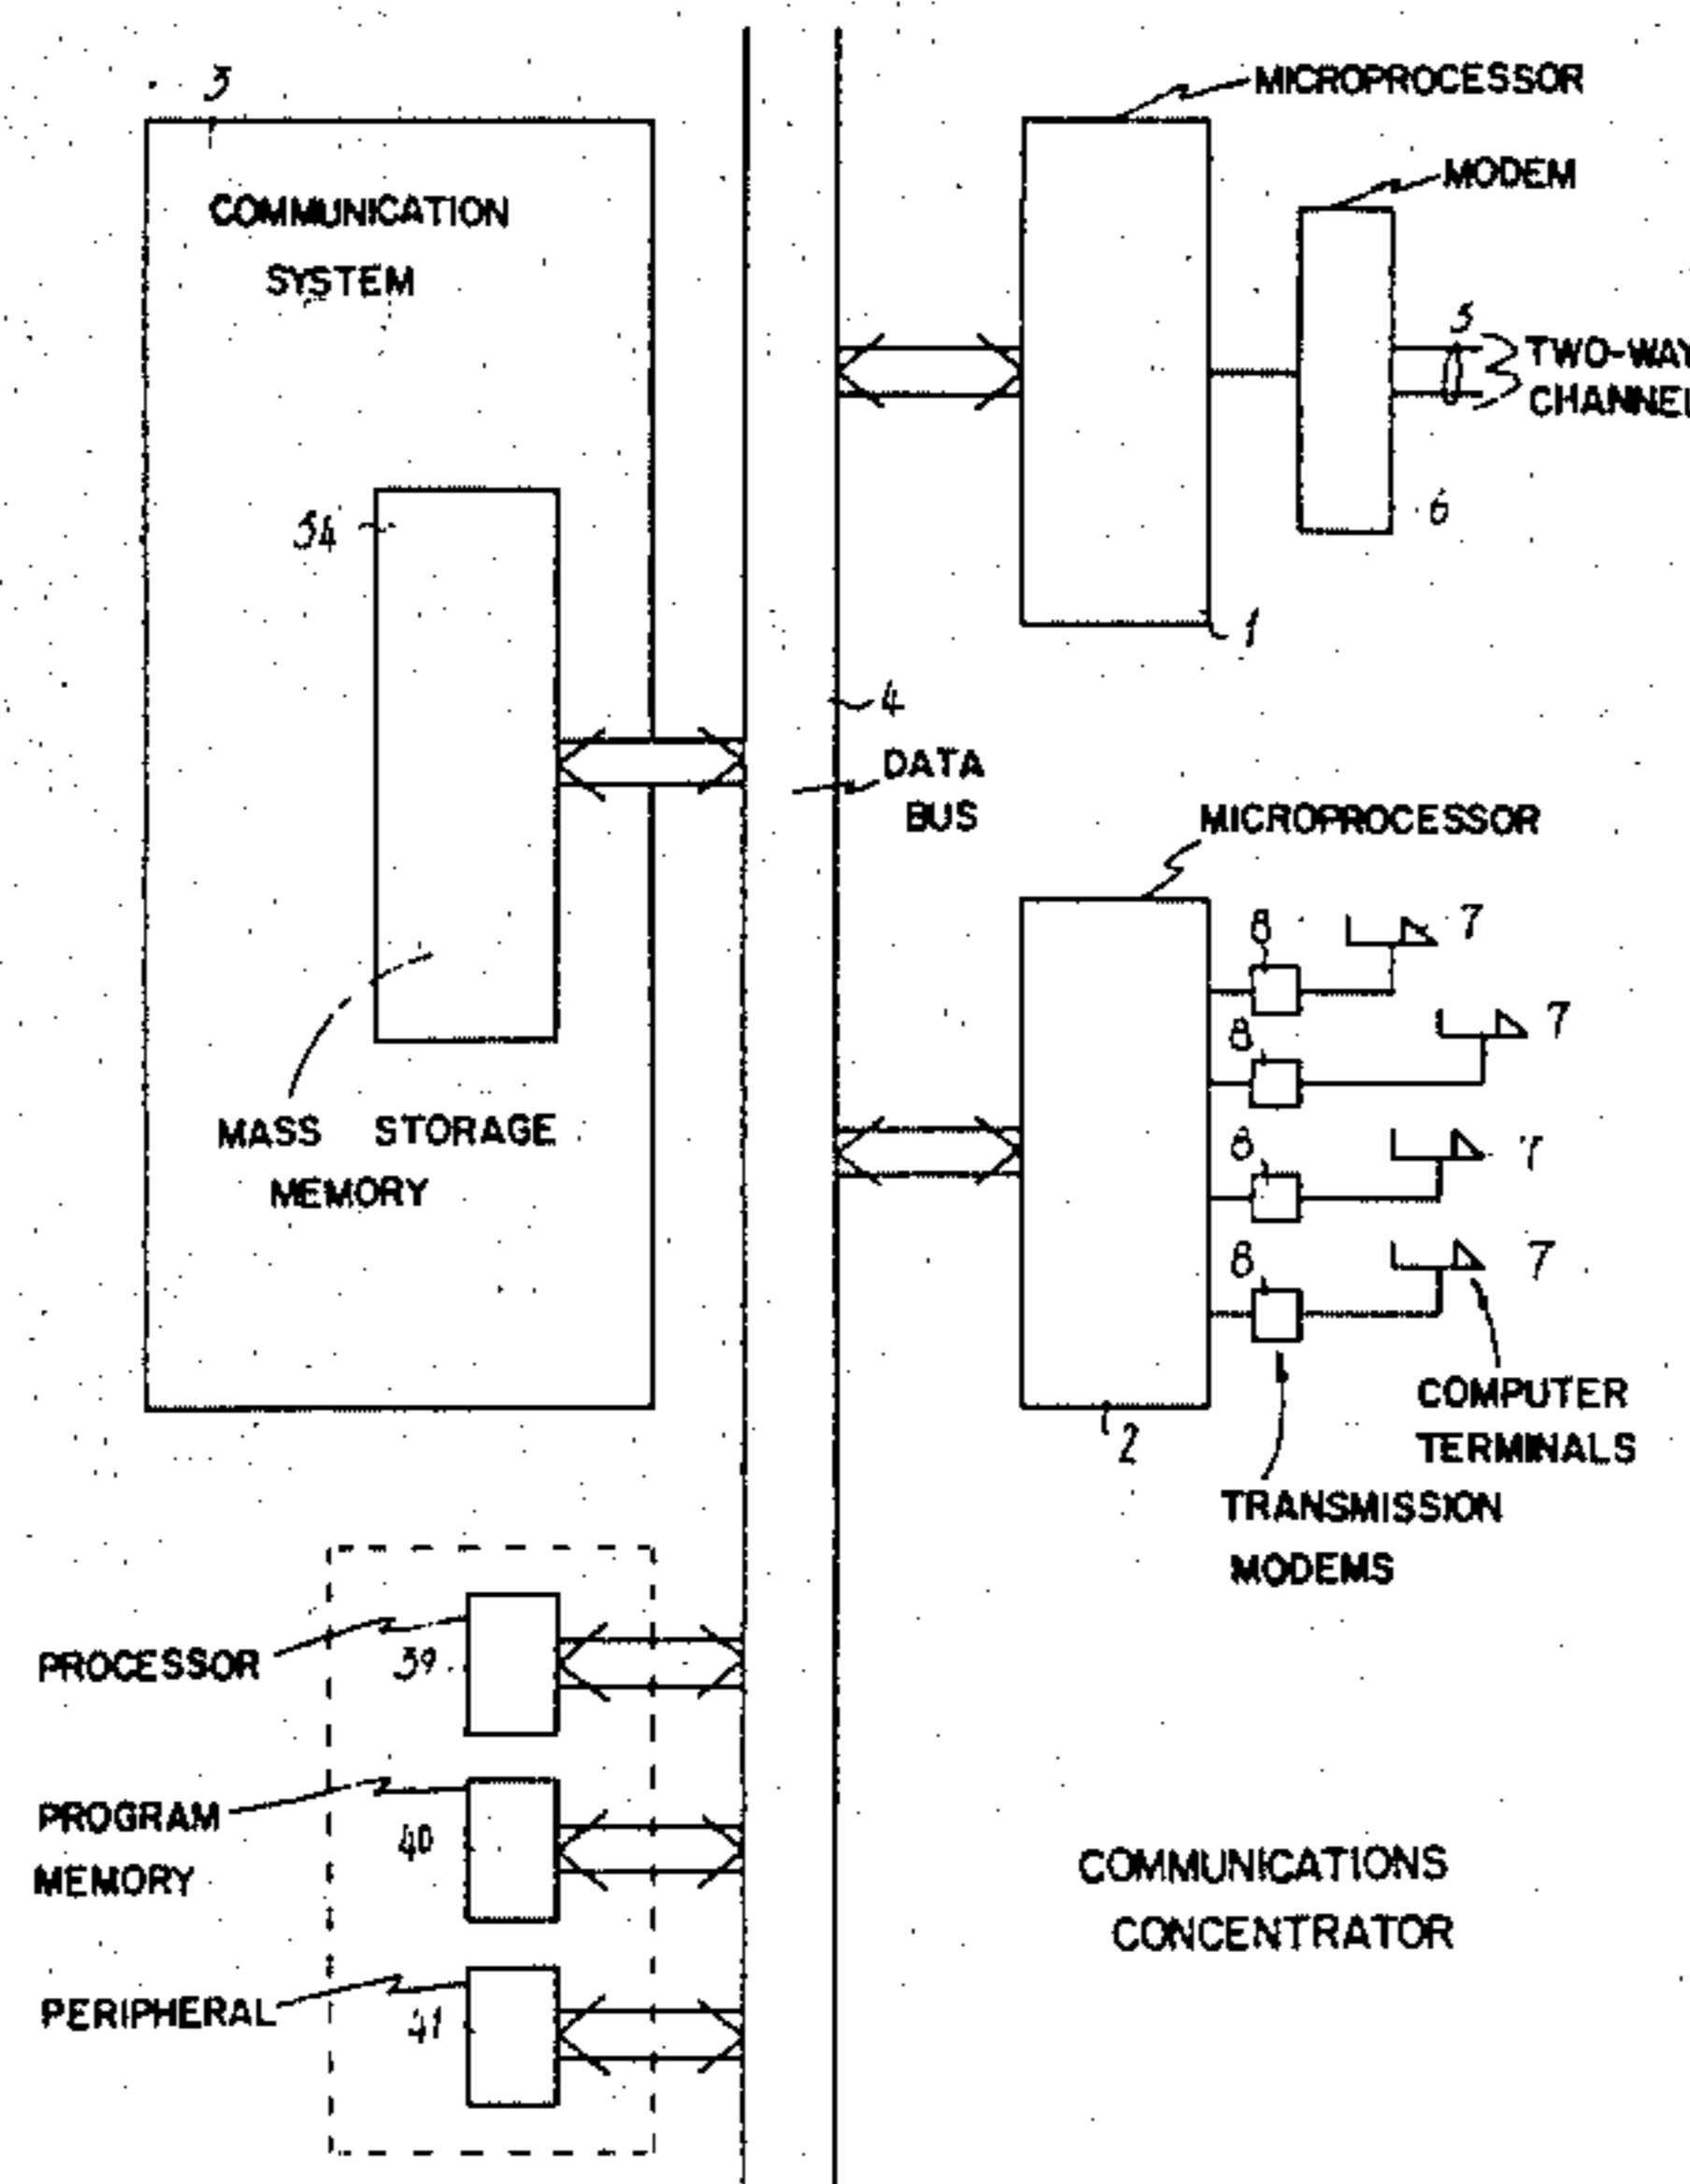 3
COMMUNICATION
SYSTEM
34
MASS STORAGE
MEMORY
MICROPROCESSOR
MODEM
5
TWO-WAY
CHANNEL
6
1
4
DATA
BUS
MICROPROCESSOR
8
7
8
7
8
7
8
7
2
COMPUTER
TERMINALS
TRANSMISSION
MODEMS
PROCESSOR
39
PROGRAM
MEMORY
40
PERIPHERAL
41
COMMUNICATIONS
CONCENTRATOR